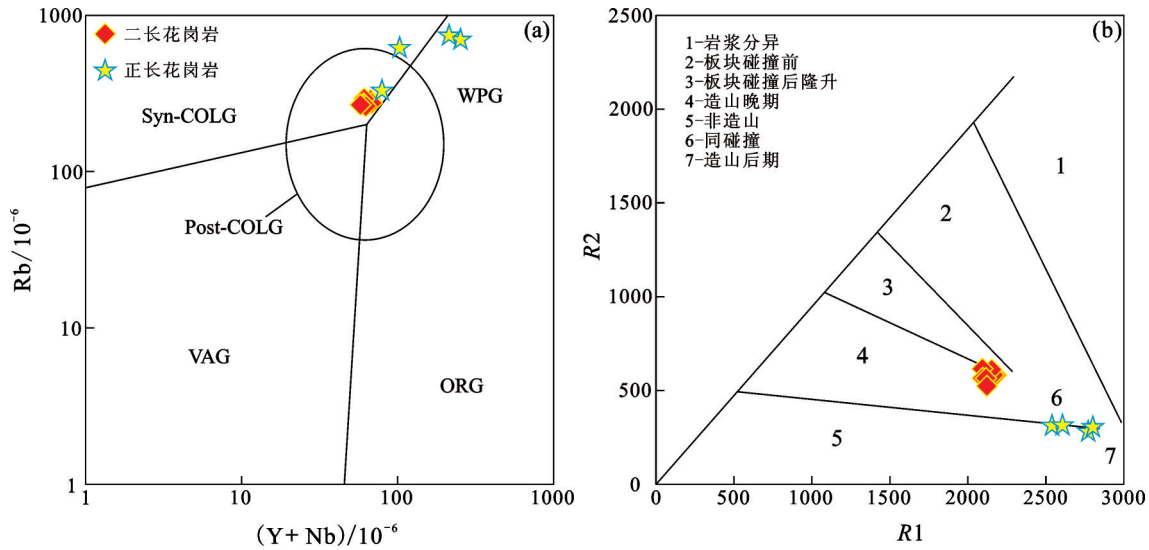 (a)
二长花岗岩
正长花岗岩
Syn-COLG
WPG
Post-COLG
VAG
ORG
Rb/10⁻⁶
1000
100
10
1
1 10 100 1000
(Y+ Nb)/10⁻⁶
(b)
1-岩浆分异
2-板块碰撞前
3-板块碰撞后隆升
4-造山晚期
5-非造山
6-同碰撞
7-造山后期
1
2
3
4
5
6
7
R2
2500
2000
1500
1000
500
0
0 500 1000 1500 2000 2500 3000
R1